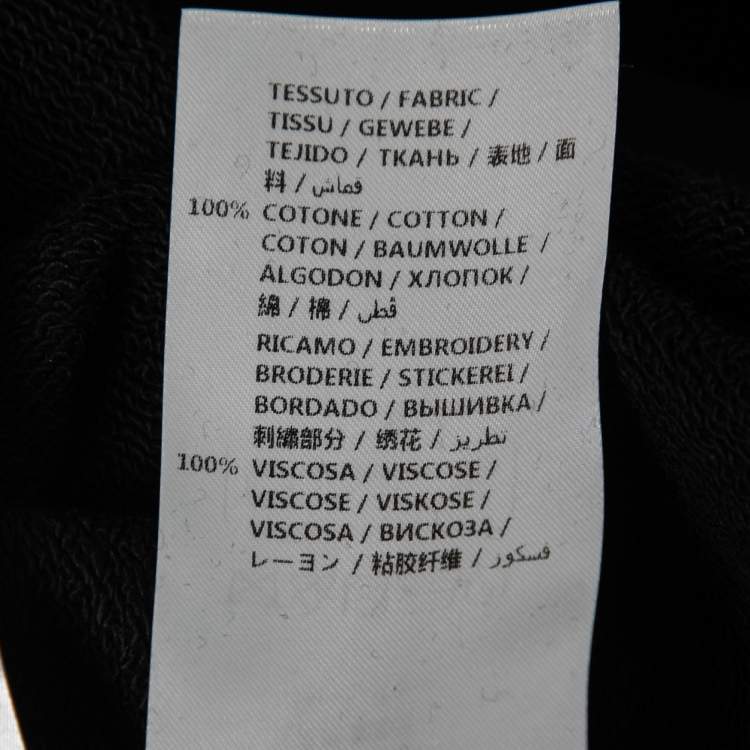 TESSUTO / FABRIC /
TISSU / GEWEBE /
TEJIDO / ТКАНЬ / 表地 / 面
料 / قماش
100% COTONE / COTTON /
COTON / BAUMWOLLE /
ALGODON / ХЛОПОК /
綿 / 棉 / قطن
RICAMO / EMBROIDERY /
BRODERIE / STICKEREI /
BORDADO / ВЫШИВКА /
刺繍部分 / 绣花 / تطريز
100% VISCOSA / VISCOSE /
VISCOSE / VISKOSE /
VISCOSA / ВИСКОЗА /
レーヨン / 粘胶纤维 / فسكوز